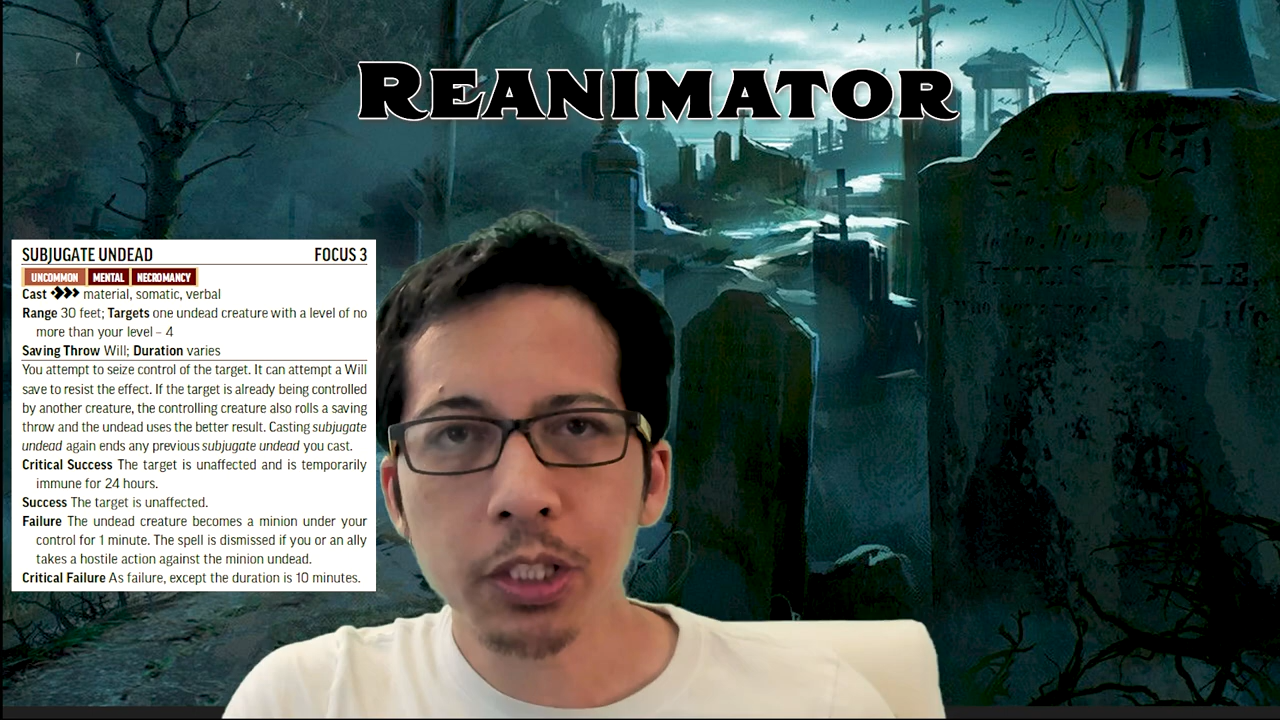 REANIMATOR
SUBJUGATE UNDEAD FOCUS 3
UNCOMMON MENTAL NECROMANCY
Cast material, somatic, verbal
Range 30 feet; Targets one undead creature with a level of no
more than your level – 4
Saving Throw Will; Duration varies
You attempt to seize control of the target. It can attempt a Will
save to resist the effect. If the target is already being controlled
by another creature, the controlling creature also rolls a saving
throw and the undead uses the better result. Casting subjugate
undead again ends any previous subjugate undead you cast.
Critical Success The target is unaffected and is temporarily
immune for 24 hours.
Success The target is unaffected.
Failure The undead creature becomes a minion under your
control for 1 minute. The spell is dismissed if you or an ally
takes a hostile action against the minion undead.
Critical Failure As failure, except the duration is 10 minutes.
of
Life